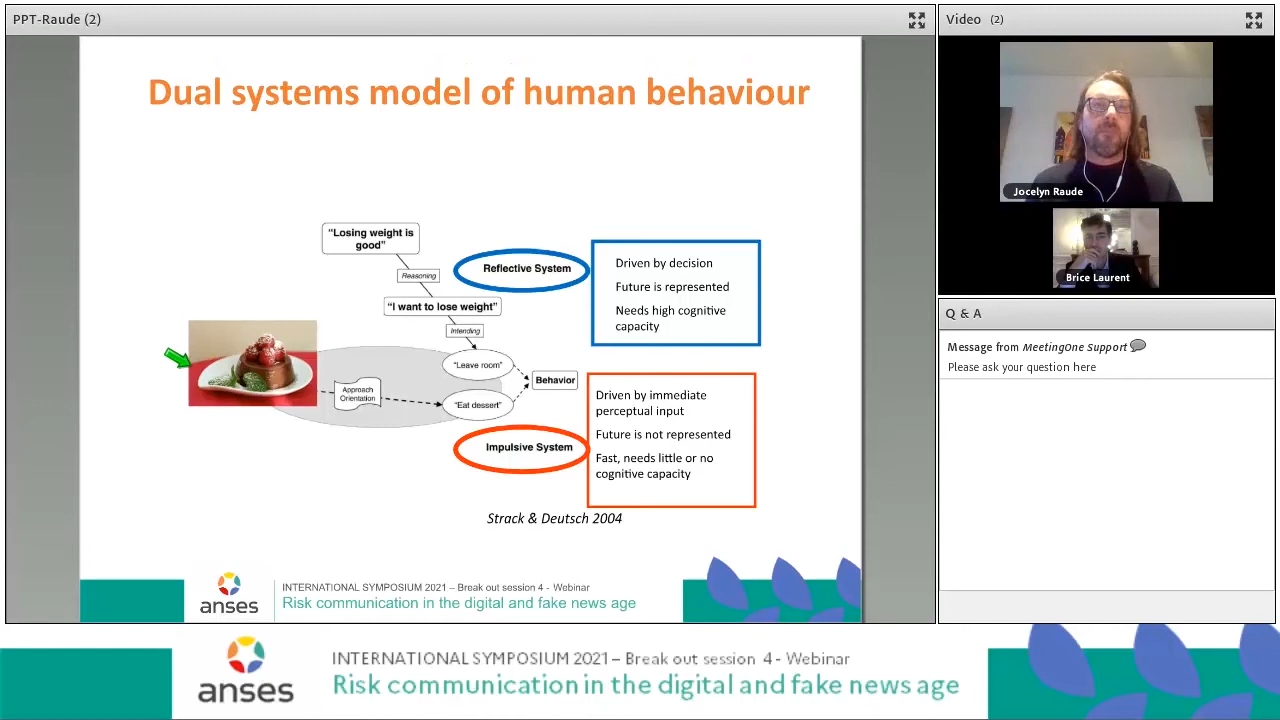 PPT-Raude (2)
Dual systems model of human behaviour
"Losing weight is
good"
Reasoning
"I want to lose weight"
Intending
"Leave room"
Approach
Orientation
"Eat dessert"
Behavior
Reflective System
Driven by decision
Future is represented
Needs high cognitive
capacity
Impulsive System
Driven by immediate
perceptual input
Future is not represented
Fast, needs little or no
cognitive capacity
Strack & Deutsch 2004
anses
INTERNATIONAL SYMPOSIUM 2021 – Break out session 4 - Webinar
Risk communication in the digital and fake news age
Video (2)
Jocelyn Raude
Brice Laurent
Q & A
Message from MeetingOne Support
Please ask your question here
anses
INTERNATIONAL SYMPOSIUM 2021 – Break out session 4 - Webinar
Risk communication in the digital and fake news age